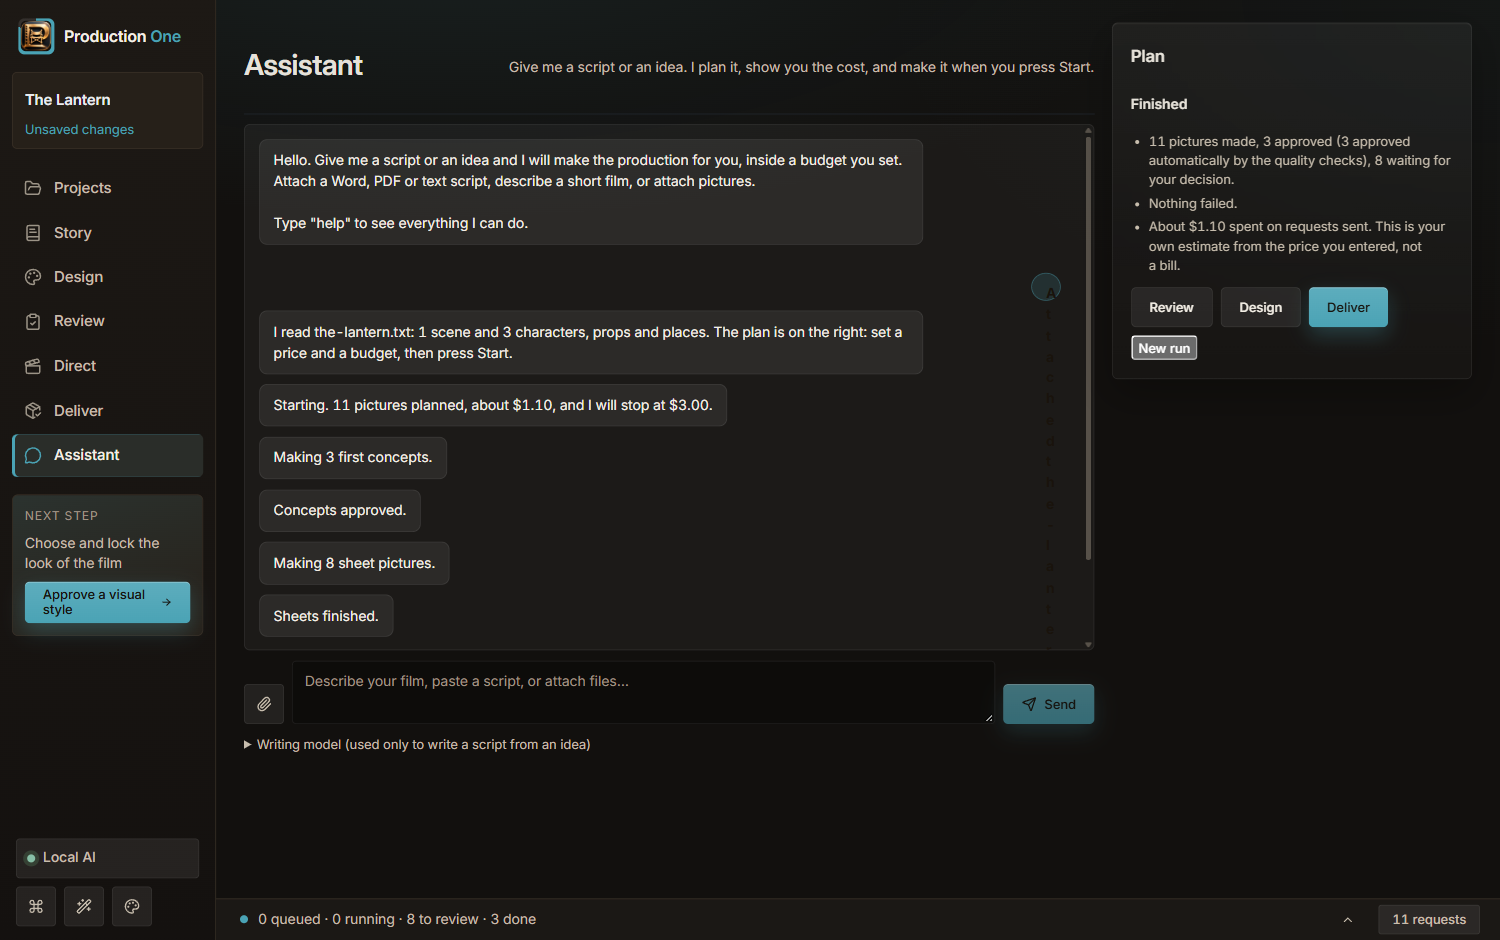 Production One
The Lantern
Unsaved changes
Projects
Story
Design
Review
Direct
Deliver
Assistant
NEXT STEP
Choose and lock the
look of the film
Approve a visual
style
Local AI
Assistant
Give me a script or an idea. I plan it, show you the cost, and make it when you press Start.
Hello. Give me a script or an idea and I will make the production for you, inside a budget you set.
Attach a Word, PDF or text script, describe a short film, or attach pictures.
Type "help" to see everything I can do.
I read the-lantern.txt: 1 scene and 3 characters, props and places. The plan is on the right: set a
price and a budget, then press Start.
Starting. 11 pictures planned, about $1.10, and I will stop at $3.00.
Making 3 first concepts.
Concepts approved.
Making 8 sheet pictures.
Sheets finished.
Describe your film, paste a script, or attach files...
Send
Writing model (used only to write a script from an idea)
Plan
Finished
11 pictures made, 3 approved (3 approved
automatically by the quality checks), 8 waiting for
your decision.
Nothing failed.
About $1.10 spent on requests sent. This is your
own estimate from the price you entered, not
a bill.
Review
Design
Deliver
New run
0 queued · 0 running · 8 to review · 3 done
11 requests